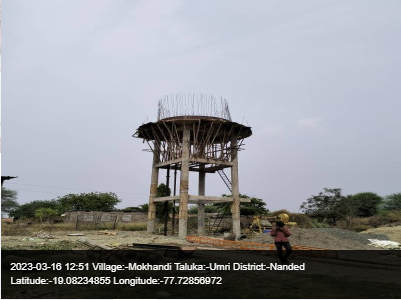 2023-03-16 12:51 Village:-Mokhandi Taluka:-Umri District:-Nanded
Latitude:-19.08234855 Longitude:-77.72856972